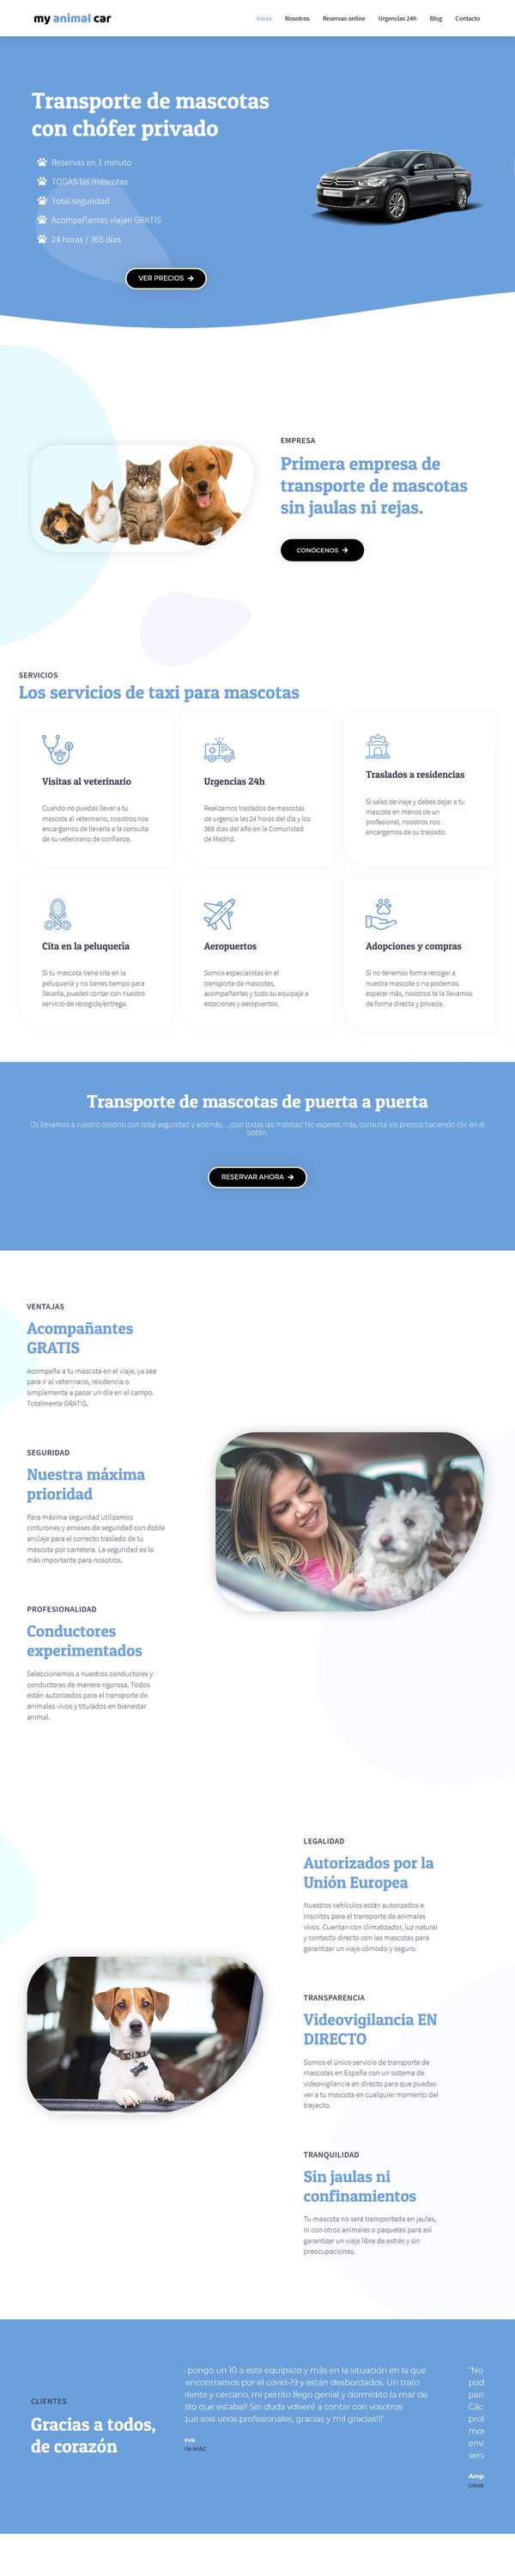 my animal car
Inicio Nosotros Reservas online Urgencias 24h Blog Contacto
Transporte de mascotas
con chófer privado
Reservas en 1 minuto
TODAS las mascotas
Total seguridad
Acompañantes viajan GRATIS
24 horas / 365 días
VER PRECIOS →
EMPRESA
Primera empresa de
transporte de mascotas
sin jaulas ni rejas.
CONÓCENOS →
SERVICIOS
Los servicios de taxi para mascotas
Visitas al veterinario
Cuando no puedas llevar a tu
mascota al veterinario, nosotros nos
encargamos de llevarla a la consulta
de su veterinario de confianza.
Urgencias 24h
Realizamos traslados de mascotas
de urgencia las 24 horas del día y los
365 días del año en la Comunidad
de Madrid.
Traslados a residencias
Si sales de viaje y debes dejar a tu
mascota en manos de un
profesional, nosotros nos
encargamos de su traslado.
Cita en la peluquería
Si tu mascota tiene cita en la
peluquería y no tienes tiempo para
llevarla, puedes contar con nuestro
servicio de recogida/entrega.
Aeropuertos
Somos especialistas en el
transporte de mascotas,
acompañantes y todo su equipaje a
estaciones y aeropuertos.
Adopciones y compras
Si no tenemos forma recoger a
nuestra mascota o no podemos
esperar más, nosotros te la llevamos
de forma directa y privada.
Transporte de mascotas de puerta a puerta
Os llevamos a vuestro destino con total seguridad y además…¡con todas las maletas! No esperes más, consulta los precios haciendo clic en el
botón.
RESERVAR AHORA →
VENTAJAS
Acompañantes
GRATIS
Acompaña a tu mascota en el viaje, ya sea
para ir al veterinario, residencia o
simplemente a pasar un día en el campo.
Totalmente GRATIS.
SEGURIDAD
Nuestra máxima
prioridad
Para máxima seguridad utilizamos
cinturones y arneses de seguridad con doble
anclaje para el correcto traslado de tu
mascota por carretera. La seguridad es lo
más importante para nosotros.
PROFESIONALIDAD
Conductores
experimentados
Seleccionamos a nuestros conductores y
conductoras de manera rigurosa. Todos
están autorizados para el transporte de
animales vivos y titulados en bienestar
animal.
LEGALIDAD
Autorizados por la
Unión Europea
Nuestros vehículos están autorizados e
inscritos para el transporte de animales
vivos. Cuentan con climatizador, luz natural
y contacto directo con las mascotas para
garantizar un viaje cómodo y seguro.
TRANSPARENCIA
Videovigilancia EN
DIRECTO
Somos el único servicio de transporte de
mascotas en España con un sistema de
videovigilancia en directo para que puedas
ver a tu mascota en cualquier momento del
trayecto.
TRANQUILIDAD
Sin jaulas ni
confinamientos
Tu mascota no será transportada en jaulas,
ni con otros animales o paquetes para así
garantizar un viaje libre de estrés y sin
preocupaciones.
CLIENTES
Gracias a todos,
de corazón
pongo un 10 a este equipazo y más en la situación en la que
encontramos por el covid-19 y están desbordados. Un trato
lente y cercano, mi perrito llego genial y dormidito la mar de
sto que estaba!! Sin duda volveré a contar con vosotros
que sois unos profesionales, gracias y mil gracias!!!"
eva
ria MAC
"No
pod
para
Các
prof
mor
env
serv
Amp
Usua